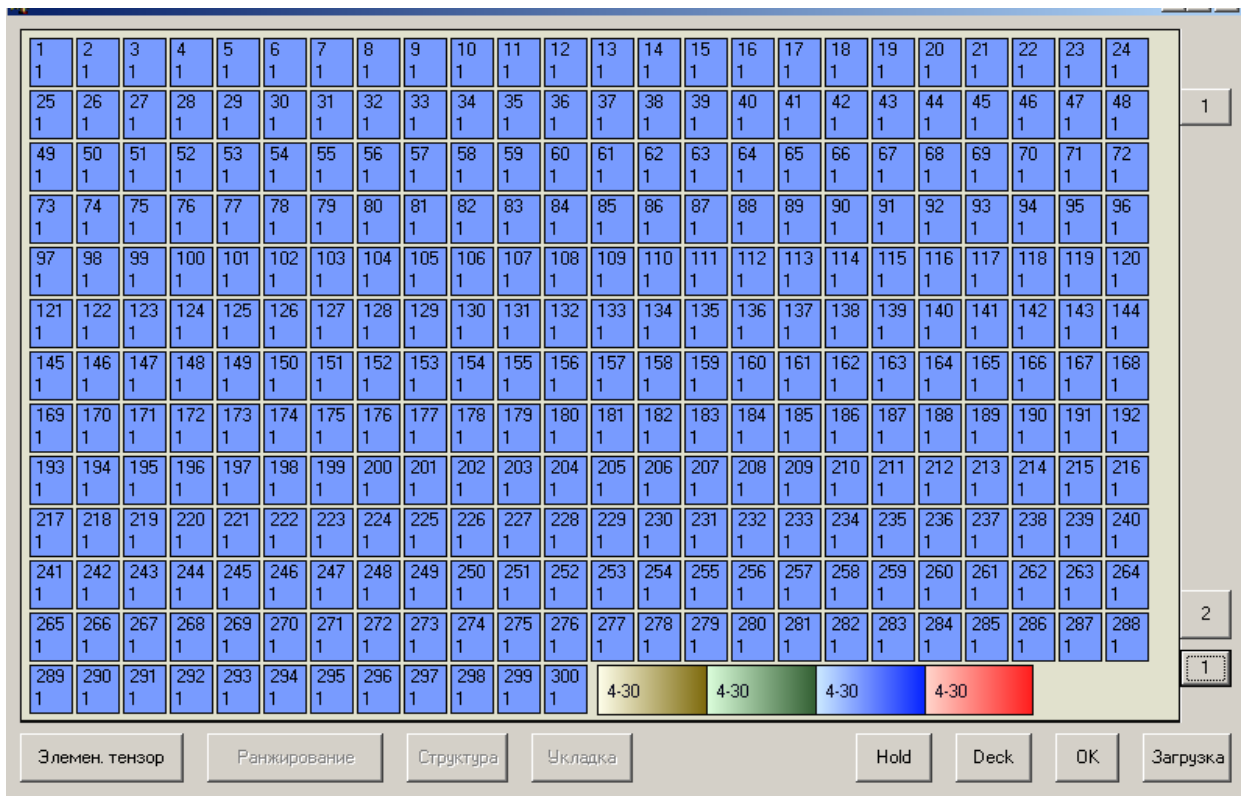 1 2 3 4 5 6 7 8 9 10 11 12 13 14 15 16 17 18 19 20 21 22 23 24
1 1 1 1 1 1 1 1 1 1 1 1 1 1 1 1 1 1 1 1 1 1 1 1
25 26 27 28 29 30 31 32 33 34 35 36 37 38 39 40 41 42 43 44 45 46 47 48 1
1 1 1 1 1 1 1 1 1 1 1 1 1 1 1 1 1 1 1 1 1 1 1 1
49 50 51 52 53 54 55 56 57 58 59 60 61 62 63 64 65 66 67 68 69 70 71 72
1 1 1 1 1 1 1 1 1 1 1 1 1 1 1 1 1 1 1 1 1 1 1 1
73 74 75 76 77 78 79 80 81 82 83 84 85 86 87 88 89 90 91 92 93 94 95 96
1 1 1 1 1 1 1 1 1 1 1 1 1 1 1 1 1 1 1 1 1 1 1 1
97 98 99 100 101 102 103 104 105 106 107 108 109 110 111 112 113 114 115 116 117 118 119 120
1 1 1 1 1 1 1 1 1 1 1 1 1 1 1 1 1 1 1 1 1 1 1 1
121 122 123 124 125 126 127 128 129 130 131 132 133 134 135 136 137 138 139 140 141 142 143 144
1 1 1 1 1 1 1 1 1 1 1 1 1 1 1 1 1 1 1 1 1 1 1 1
145 146 147 148 149 150 151 152 153 154 155 156 157 158 159 160 161 162 163 164 165 166 167 168
1 1 1 1 1 1 1 1 1 1 1 1 1 1 1 1 1 1 1 1 1 1 1 1
169 170 171 172 173 174 175 176 177 178 179 180 181 182 183 184 185 186 187 188 189 190 191 192
1 1 1 1 1 1 1 1 1 1 1 1 1 1 1 1 1 1 1 1 1 1 1 1
193 194 195 196 197 198 199 200 201 202 203 204 205 206 207 208 209 210 211 212 213 214 215 216
1 1 1 1 1 1 1 1 1 1 1 1 1 1 1 1 1 1 1 1 1 1 1 1
217 218 219 220 221 222 223 224 225 226 227 228 229 230 231 232 233 234 235 236 237 238 239 240
1 1 1 1 1 1 1 1 1 1 1 1 1 1 1 1 1 1 1 1 1 1 1 1
241 242 243 244 245 246 247 248 249 250 251 252 253 254 255 256 257 258 259 260 261 262 263 264
1 1 1 1 1 1 1 1 1 1 1 1 1 1 1 1 1 1 1 1 1 1 1 1
265 266 267 268 269 270 271 272 273 274 275 276 277 278 279 280 281 282 283 284 285 286 287 288 2
1 1 1 1 1 1 1 1 1 1 1 1 1 1 1 1 1 1 1 1 1 1 1 1
289 290 291 292 293 294 295 296 297 298 299 300 4-30 4-30 4-30 4-30 1
1 1 1 1 1 1 1 1 1 1 1 1
Элемен. тензор Ранжирование Структура Укладка Hold Deck OK Загрузка